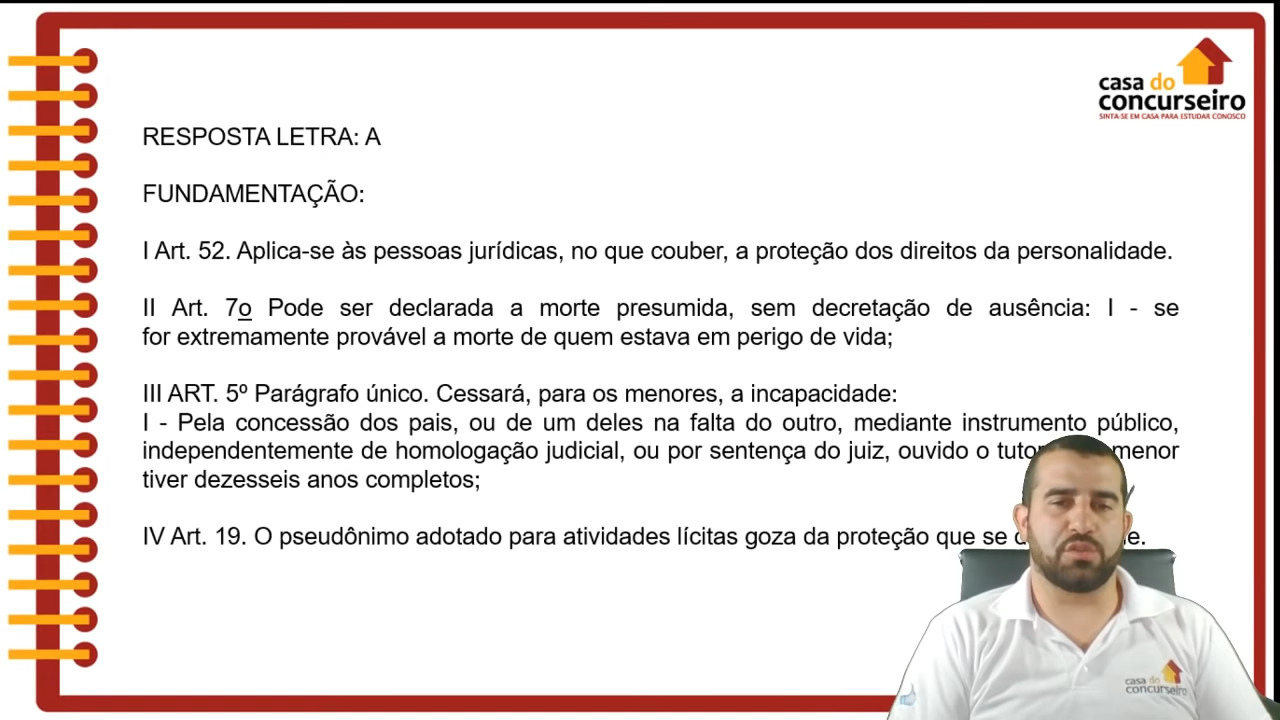 casa do
concurseiro
SINTA-SE EM CASA PARA ESTUDAR CONOSCO
RESPOSTA LETRA: A
FUNDAMENTAÇÃO:
I Art. 52. Aplica-se às pessoas jurídicas, no que couber, a proteção dos direitos da personalidade.
II Art. 7o Pode ser declarada a morte presumida, sem decretação de ausência: I - se
for extremamente provável a morte de quem estava em perigo de vida;
III ART. 5º Parágrafo único. Cessará, para os menores, a incapacidade:
I - Pela concessão dos pais, ou de um deles na falta do outro, mediante instrumento público,
independentemente de homologação judicial, ou por sentença do juiz, ouvido o menor
tiver dezesseis anos completos;
IV Art. 19. O pseudônimo adotado para atividades lícitas goza da proteção que se
casa do
concurseiro